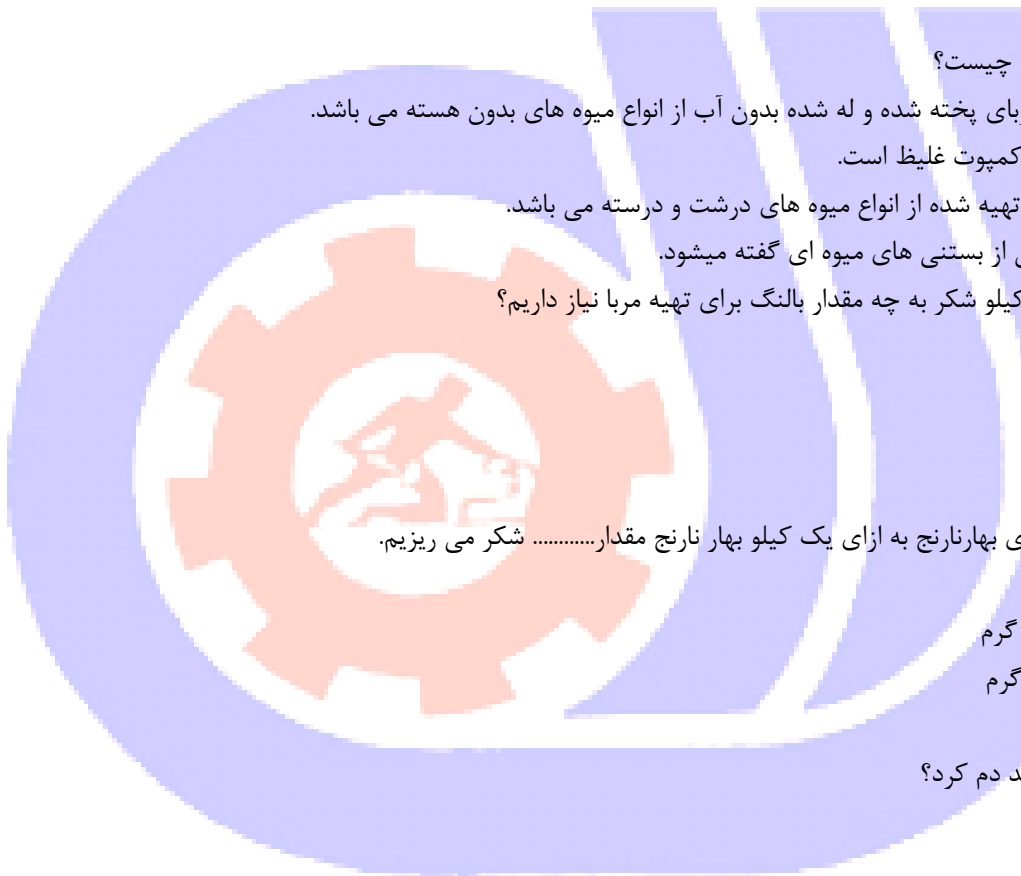 چیست؟
بای پخته شده و له شده بدون آب از انواع میوه های بدون هسته می باشد.
کمپوت غلیظ است.
تهیه شده از انواع میوه های درشت و درسته می باشد.
از بستنی های میوه ای گفته میشود.
کیلو شکر به چه مقدار بالنگ برای تهیه مربا نیاز داریم؟
ی بهارنارنج به ازای یک کیلو بهار نارنج مقدار............ شکر می ریزیم.
گرم
گرم
د دم کرد؟